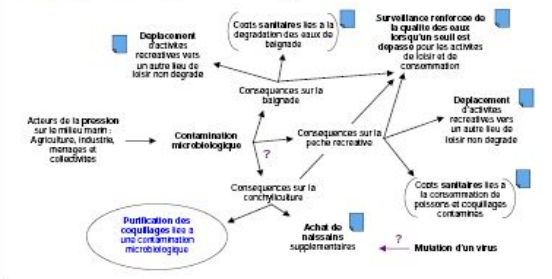 Coûts sanitaires liés à la
dégradation des eaux de
baignade
Surveillance renforcée de
la qualité des eaux
lorsqu'un seuil est
dépassé pour les activités
de loisir et de
consommation
Déplacement
d'activités
récréatives vers
un autre lieu de
loisir non dégradé
Conséquences sur la
baignade
Déplacement
d'activités
récréatives vers
un autre lieu de
loisir non dégradé
Acteurs de la pression
sur le milieu marin :
Agriculture, industrie,
ménages et
collectivités
Contamination
microbiologique
?
Conséquences sur la
pêche récréative
Conséquences sur la
conchyliculture
Coûts sanitaires liés à
la consommation de
poissons et coquillages
contaminés
Purification des
coquillages liée à
une contamination
microbiologique
Achat de
naissains
supplémentaires
?
Mutation d'un virus